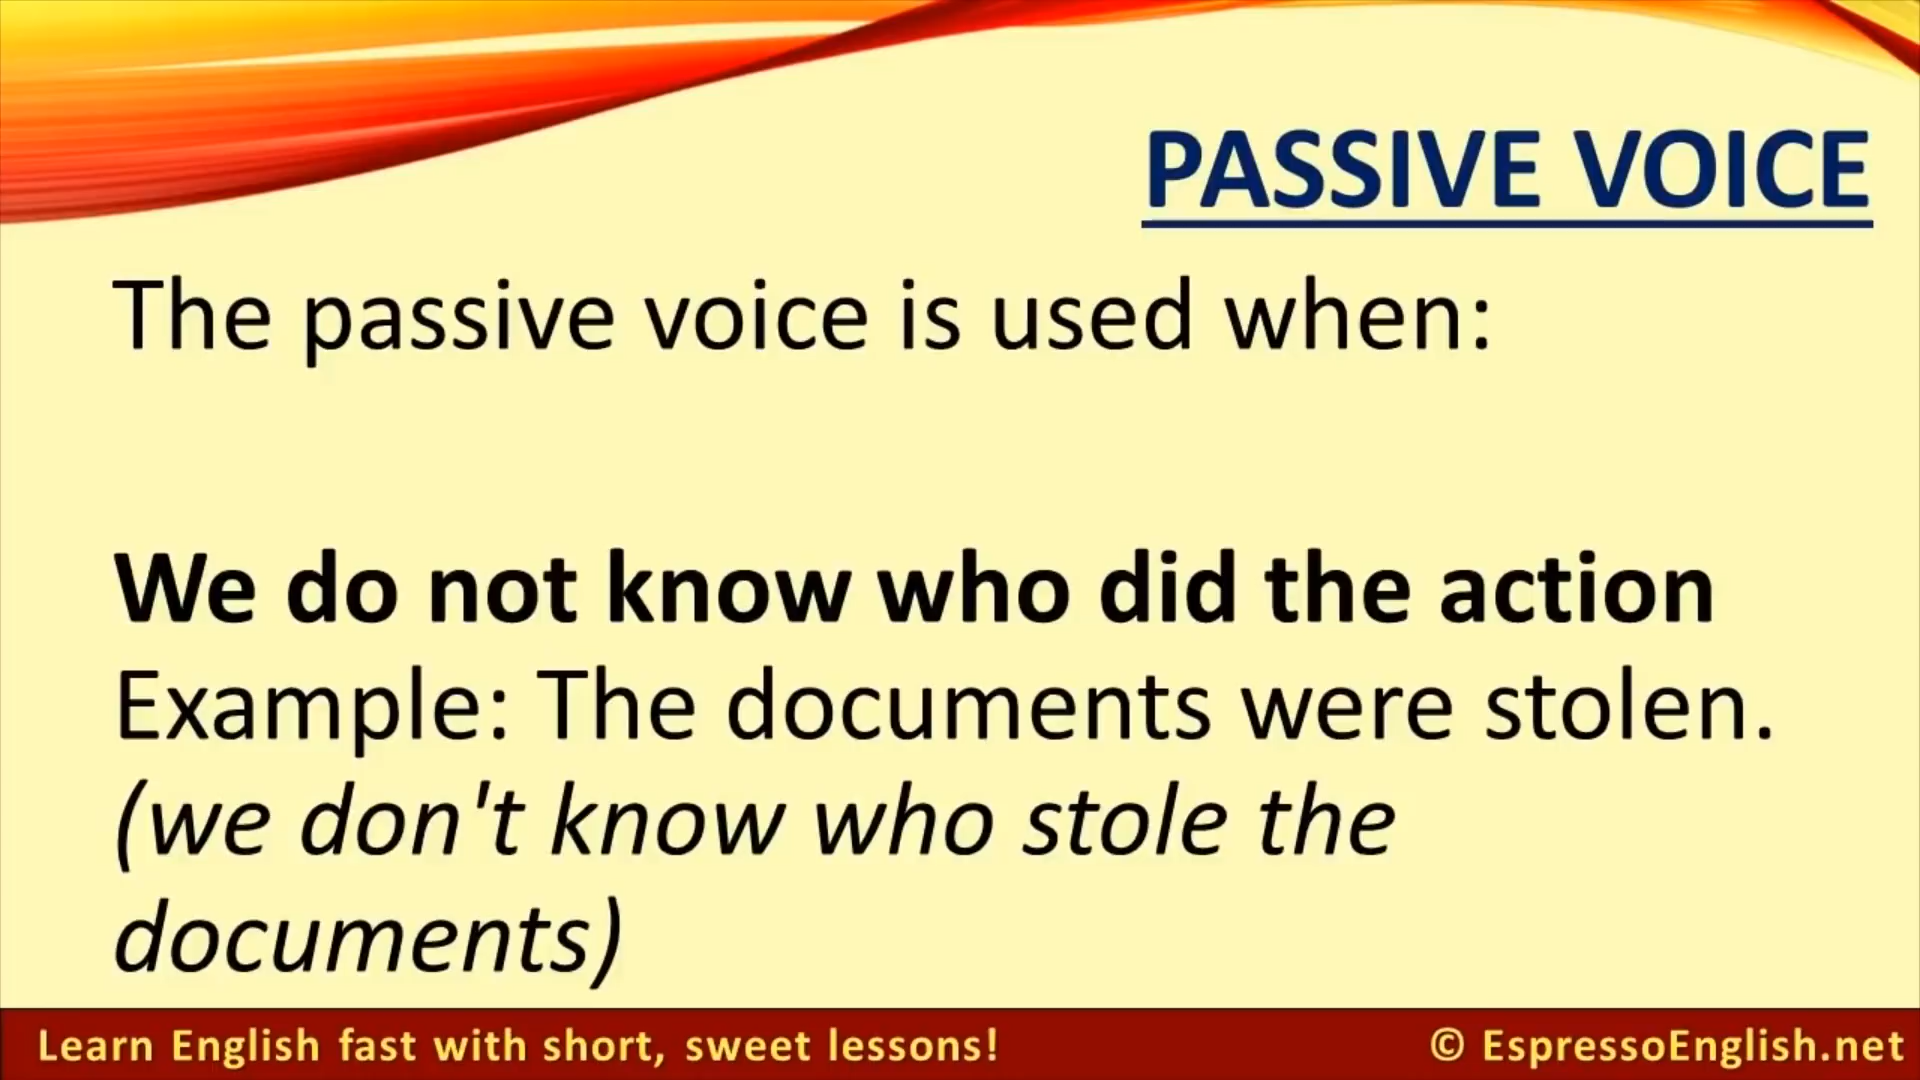 PASSIVE VOICE
The passive voice is used when:
We do not know who did the action
Example: The documents were stolen.
(we don't know who stole the
documents)
Learn English fast with short, sweet lessons!
© EspressoEnglish.net